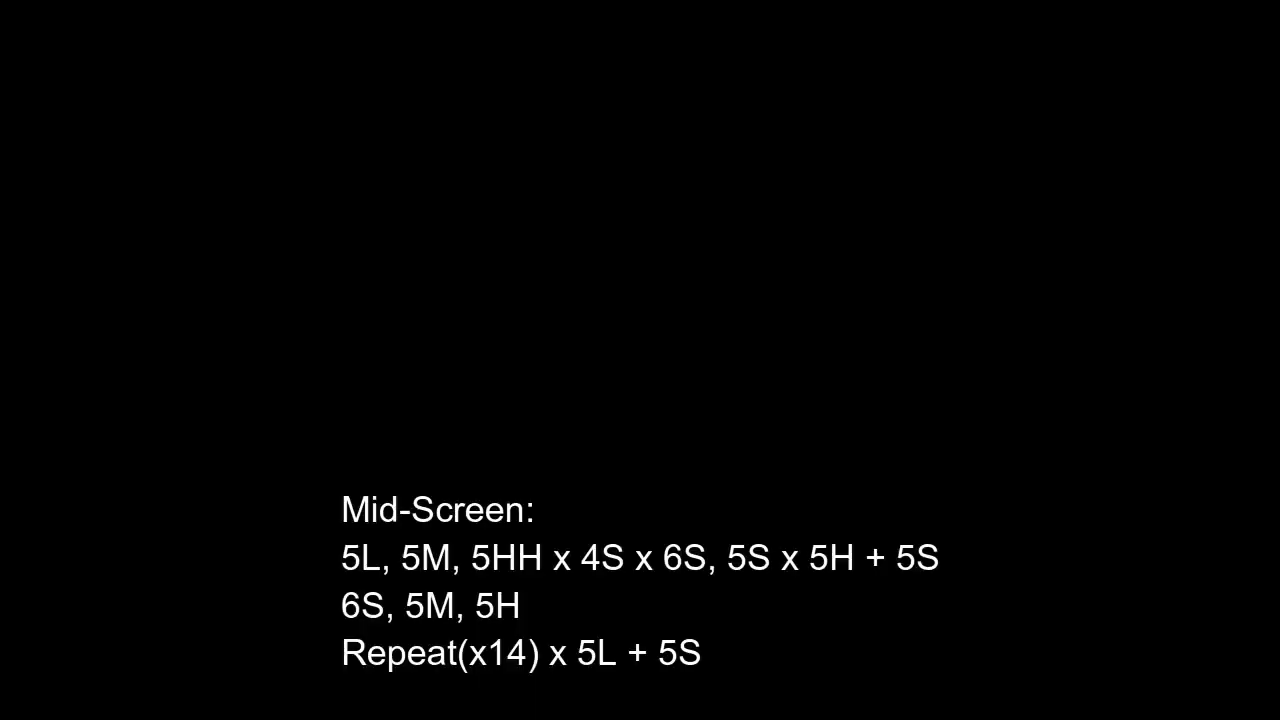 Mid-Screen:
5L, 5M, 5HH x 4S x 6S, 5S x 5H + 5S
6S, 5M, 5H
Repeat(x14) x 5L + 5S